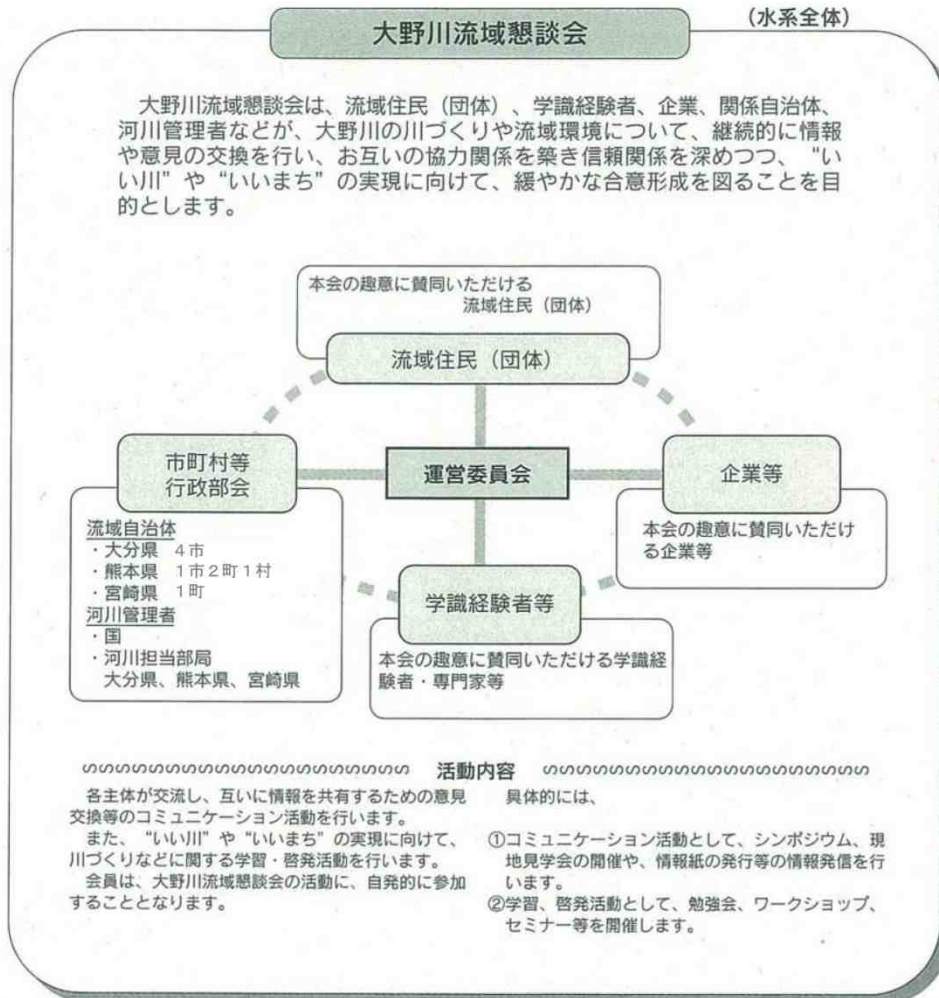 (水系全体)
大野川流域懇談会
大野川流域懇談会は、流域住民（団体）、学識経験者、企業、関係自治体、
河川管理者などが、大野川の川づくりや流域環境について、継続的に情報
や意見の交換を行い、お互いの協力関係を築き信頼関係を深めつつ、“い
い川”や“いいまち”の実現に向けて、緩やかな合意形成を図ることを目
的とします。
本会の趣意に賛同いただける
流域住民（団体）
流域住民（団体）
市町村等
行政部会
運営委員会
企業等
流域自治体
・大分県 4市
・熊本県 1市2町1村
・宮崎県 1町
河川管理者
・国
・河川担当部局
大分県、熊本県、宮崎県
本会の趣意に賛同いただけ
る企業等
学識経験者等
本会の趣意に賛同いただける学識経
験者・専門家等
活動内容
各主体が交流し、互いに情報を共有するための意見
交換等のコミュニケーション活動を行います。
また、“いい川”や“いいまち”の実現に向けて、
川づくりなどに関する学習・啓発活動を行います。
会員は、大野川流域懇談会の活動に、自発的に参加
することとなります。
具体的には、
①コミュニケーション活動として、シンポジウム、現
地見学会の開催や、情報紙の発行等の情報発信を行
います。
②学習、啓発活動として、勉強会、ワークショップ、
セミナー等を開催します。